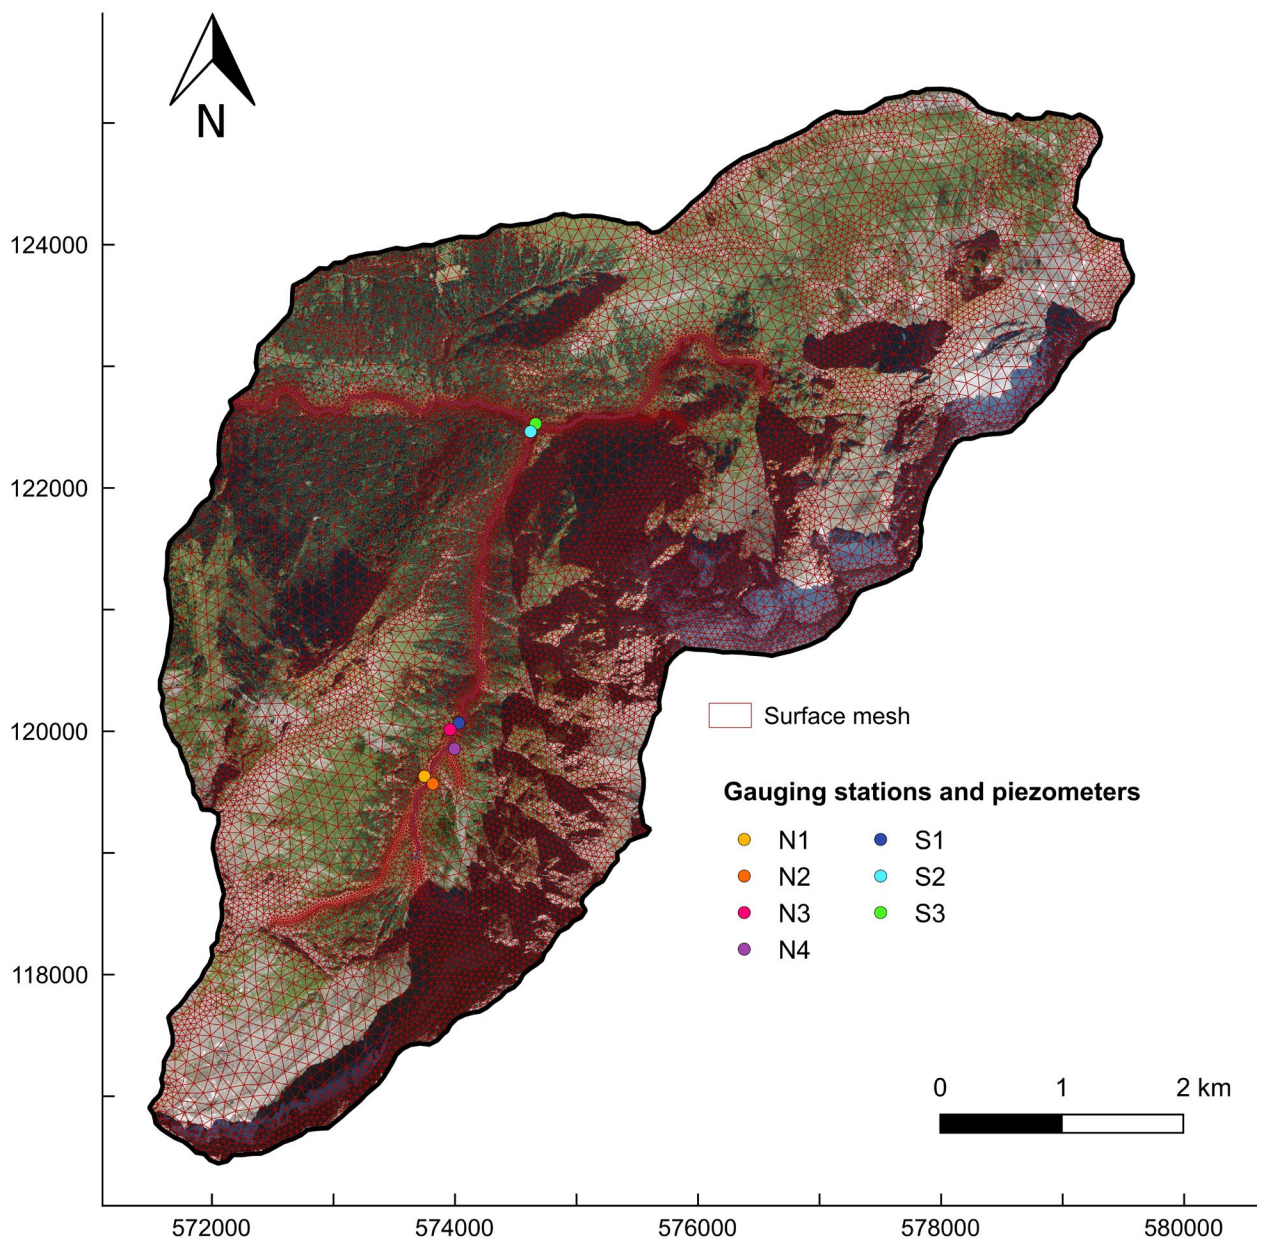 N
124000
122000
120000
118000
572000
574000
576000
578000
580000
Surface mesh
Gauging stations and piezometers
N1
S1
N2
S2
N3
S3
N4
0
1
2 km